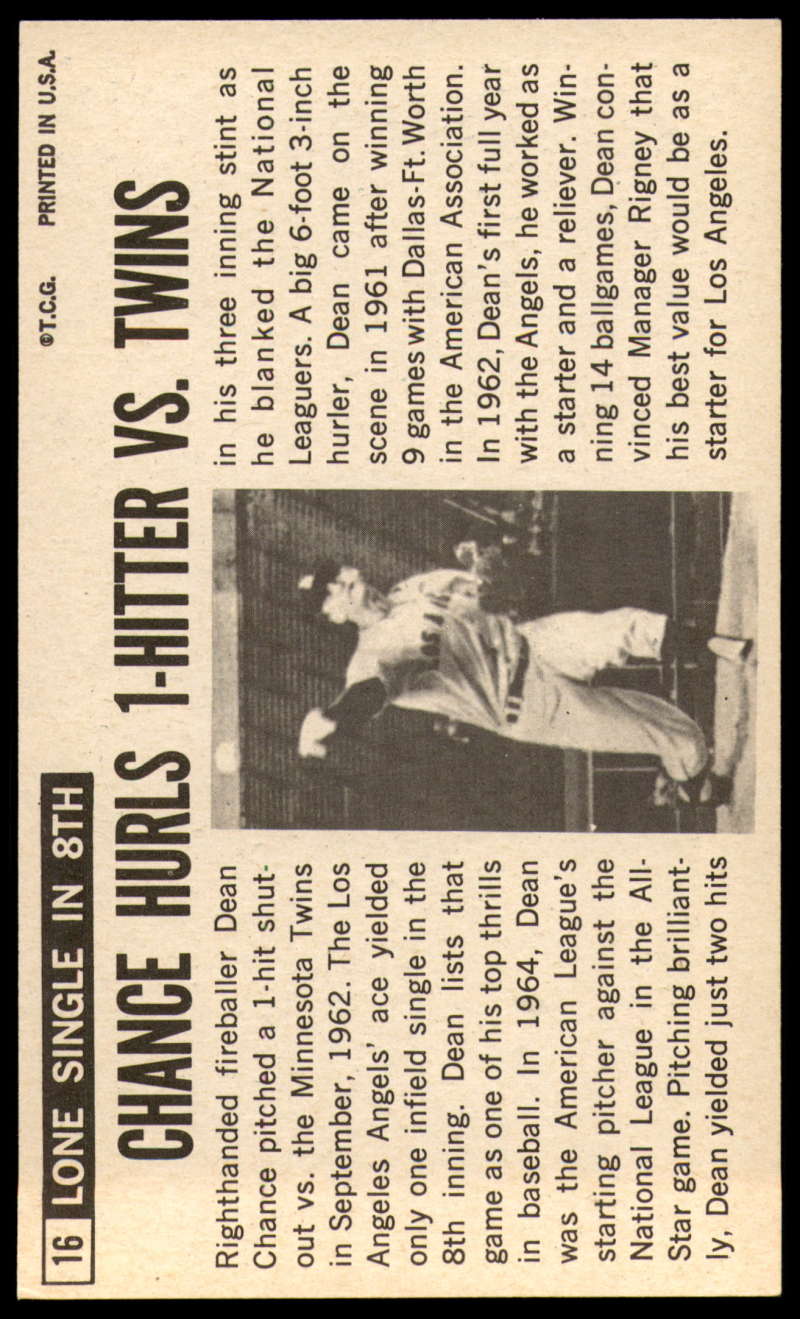 16 LONE SINGLE IN 8TH
©T.C.G. PRINTED IN U.S.A.
CHANCE HURLS 1-HITTER VS. TWINS
Righthanded fireballer Dean
Chance pitched a 1-hit shut-
out vs. the Minnesota Twins
in September, 1962. The Los
Angeles Angels' ace yielded
only one infield single in the
8th inning. Dean lists that
game as one of his top thrills
in baseball. In 1964, Dean
was the American League's
starting pitcher against the
National League in the All-
Star game. Pitching brilliant-
ly, Dean yielded just two hits
in his three inning stint as
he blanked the National
Leaguers. A big 6-foot 3-inch
hurler, Dean came on the
scene in 1961 after winning
9 games with Dallas-Ft. Worth
in the American Association.
In 1962, Dean's first full year
with the Angels, he worked as
a starter and a reliever. Win-
ning 14 ballgames, Dean con-
vinced Manager Rigney that
his best value would be as a
starter for Los Angeles.